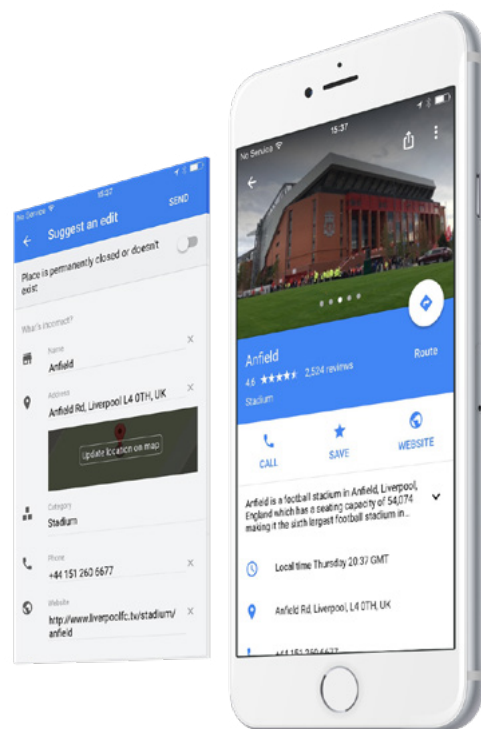 No Service
15:37
Suggest an edit
SEND
Place is permanently closed or doesn't
exist
What's incorrect?
Name
Anfield
Address
Anfield Rd, Liverpool L4 0TH, UK
Update location on map
Category
Stadium
Phone
+44 151 260 6677
Website
http://www.liverpoolfc.tv/stadium/
anfield
No Service
15:37
Anfield
4.6
2,524 reviews
Stadium
Route
CALL
SAVE
WEBSITE
Anfield is a football stadium in Anfield, Liverpool,
England which has a seating capacity of 54,074
making it the sixth largest football stadium in...
Local time Thursday 20:37 GMT
Anfield Rd, Liverpool, L4 0TH, UK
+44 151 260 6677